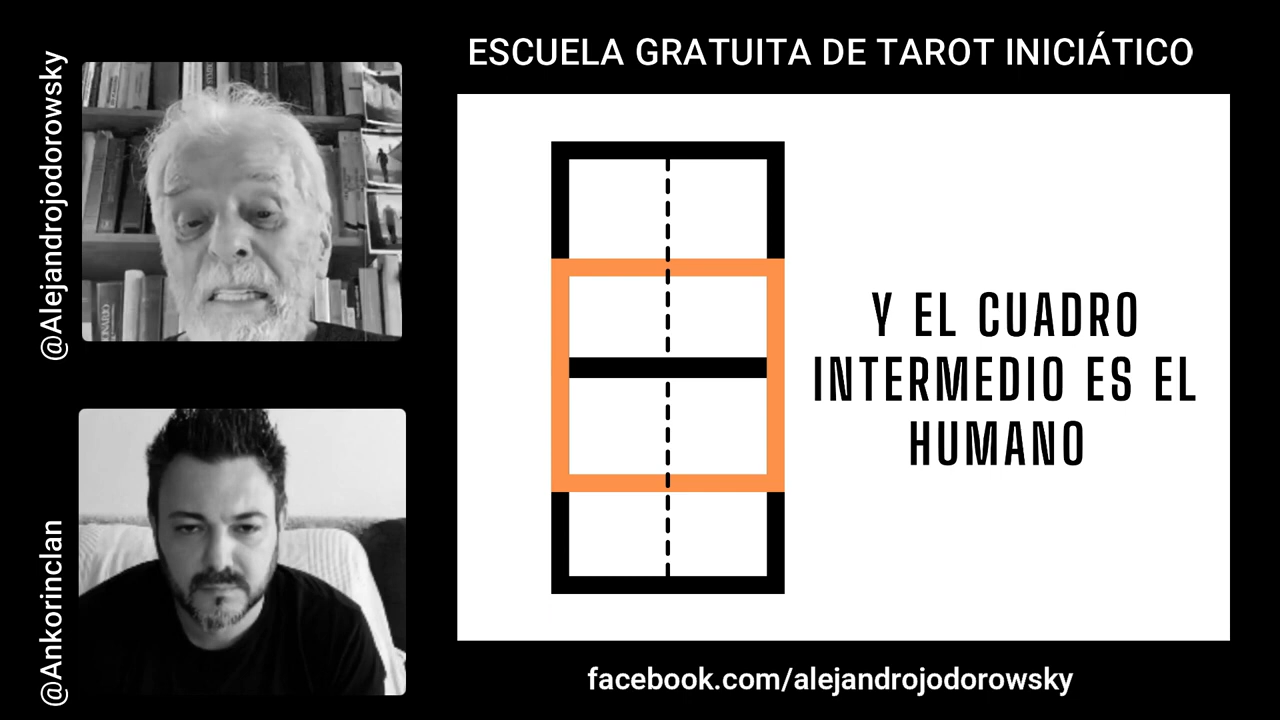 @Alejandrojodorowsky
@Ankorinclan
ESCUELA GRATUITA DE TAROT INICIÁTICO
Y EL CUADRO
INTERMEDIO ES EL
HUMANO
facebook.com/alejandrojodorowsky